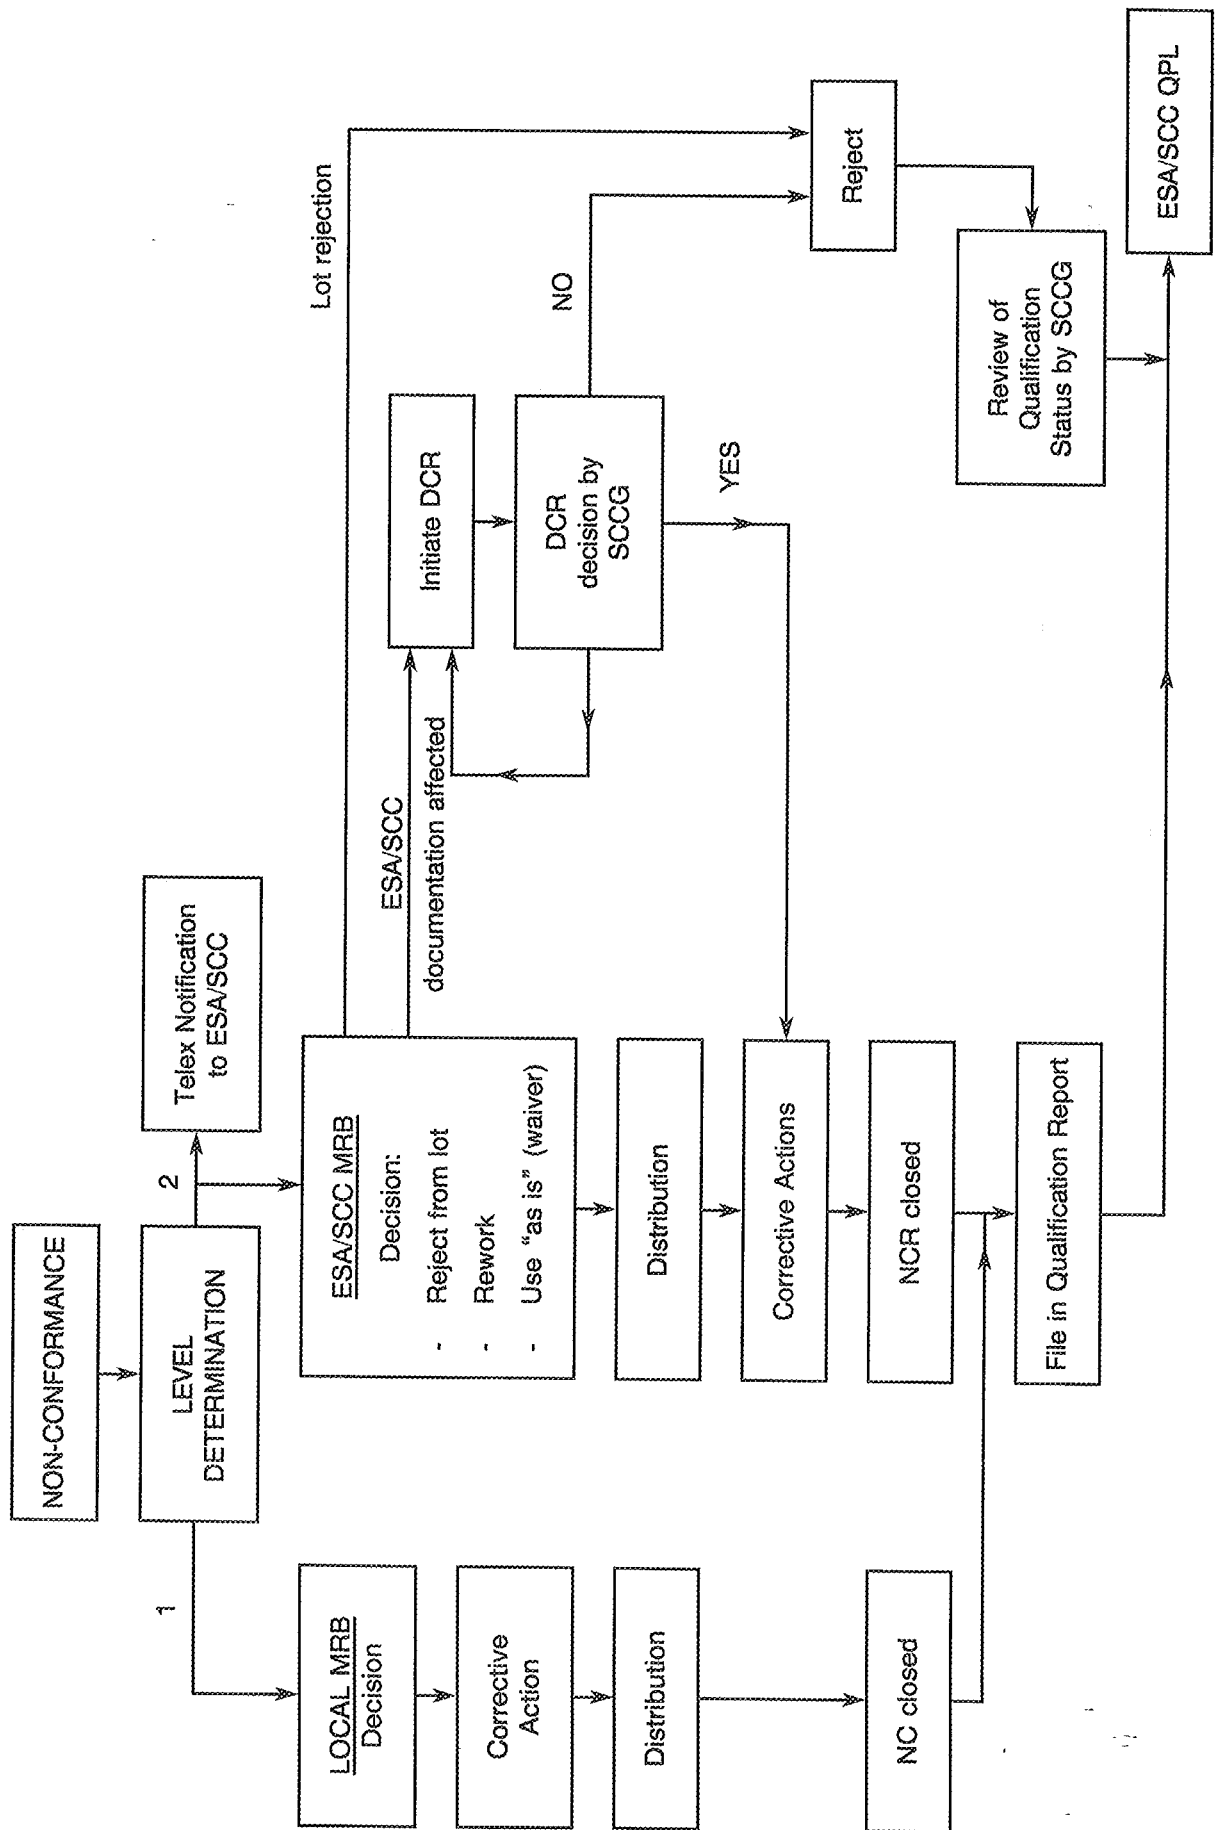 NON-CONFORMANCE
LEVEL
DETERMINATION
1
2
Telex Notification
to ESA/SCC
LOCAL MRB
Decision
Corrective
Action
Distribution
NC closed
ESA/SCC MRB
Decision:
- Reject from lot
- Rework
- Use “as is” (waiver)
Distribution
Corrective Actions
NCR closed
File in Qualification Report
Lot rejection
ESA/SCC
documentation affected
Initiate DCR
DCR
decision by
SCCG
NO
YES
Reject
Review of
Qualification
Status by SCCG
ESA/SCC QPL